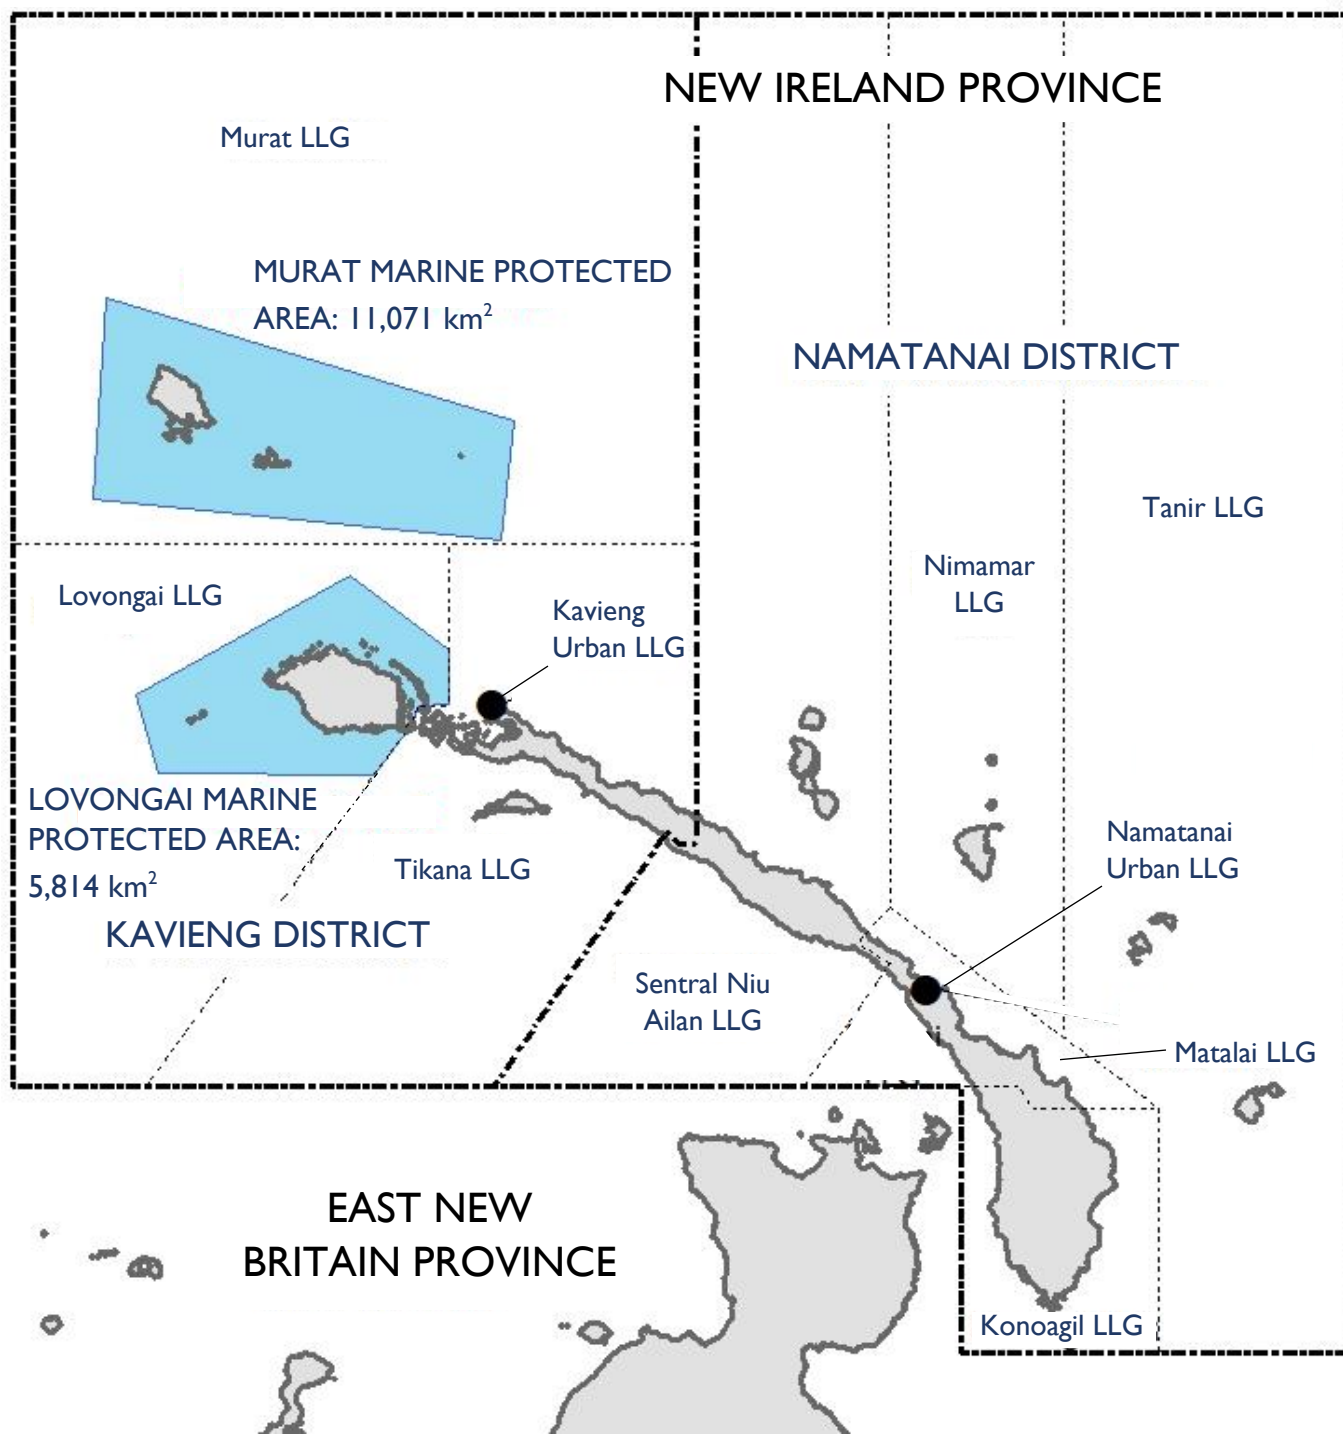 NEW IRELAND PROVINCE
Murat LLG
MURAT MARINE PROTECTED
AREA: 11,071 km²
NAMATANAI DISTRICT
Tanir LLG
Nimamar
LLG
Lovongai LLG
Kavieng
Urban LLG
LOVONGAI MARINE
PROTECTED AREA:
5,814 km²
Tikana LLG
Namatanai
Urban LLG
KAVIENG DISTRICT
Sentral Niu
Ailan LLG
Matalai LLG
EAST NEW
BRITAIN PROVINCE
Konoagil LLG